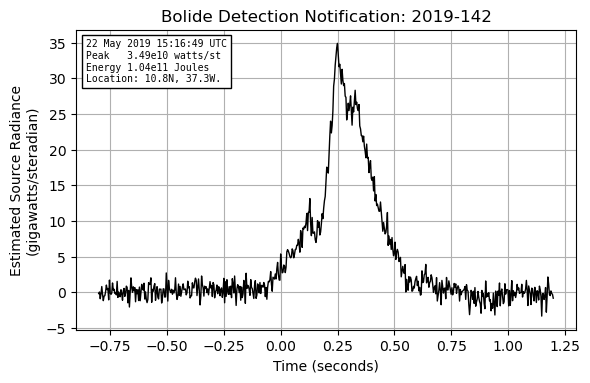 Bolide Detection Notification: 2019-142
22 May 2019 15:16:49 UTC
Peak   3.49e10 watts/st
Energy 1.04e11 Joules
Location: 10.8N, 37.3W.
Estimated Source Radiance
(gigawatts/steradian)
35
30
25
20
15
10
5
0
−5
−0.75 −0.50 −0.25 0.00 0.25 0.50 0.75 1.00 1.25
Time (seconds)